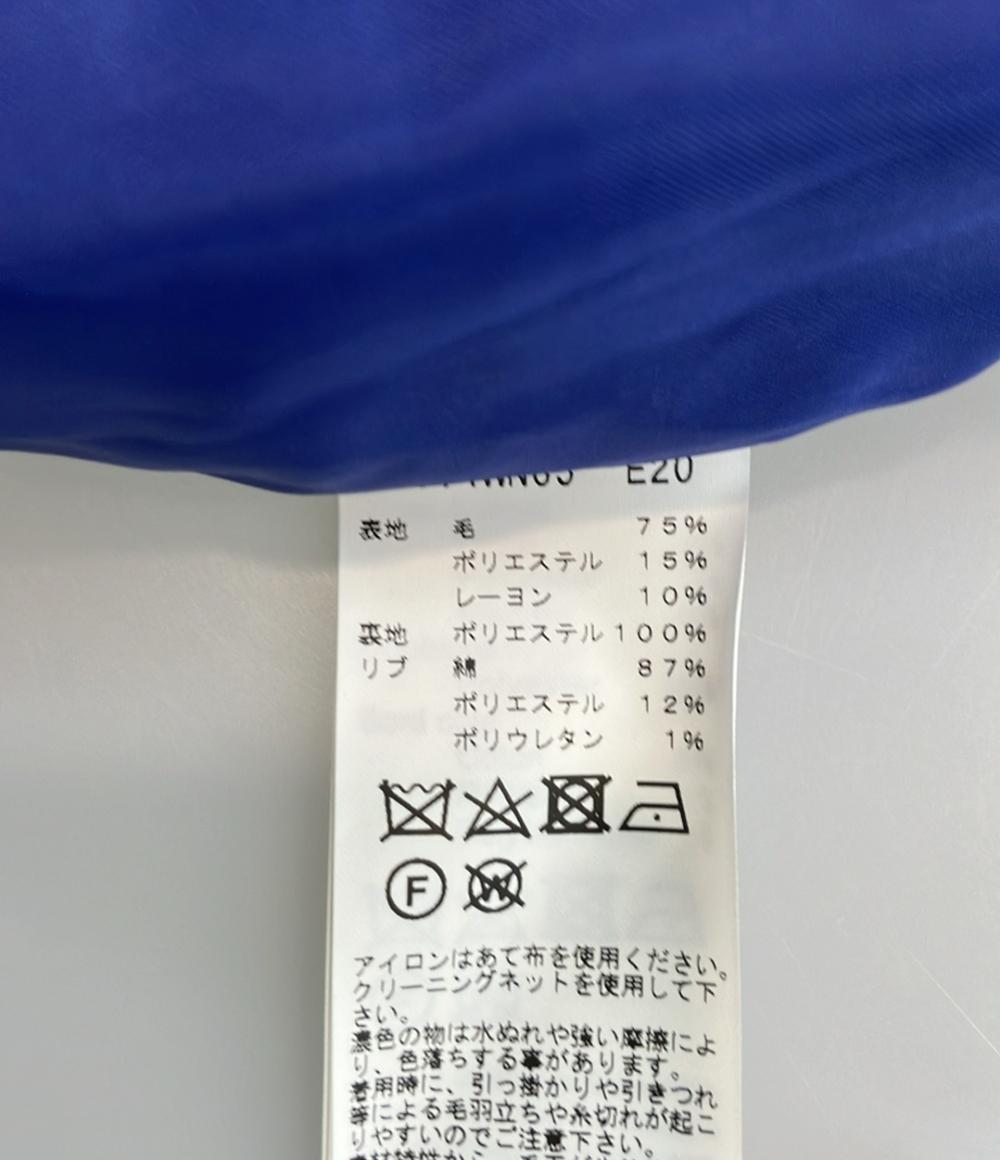 E20
表地 毛 75%
ポリエステル 15%
レーヨン 10%
裏地 ポリエステル 100%
リブ 綿 87%
ポリエステル 12%
ポリウレタン 1%
F W
アイロンはあて布を使用ください。
クリーニングネットを使用して下
さい。
濃色の物は水ぬれや強い摩擦によ
り、色落ちする事があります。
着用時に、引っ掛かりや引きつれ
等による毛羽立ちや糸切れが起こ
りやすいのでご注意下さい。